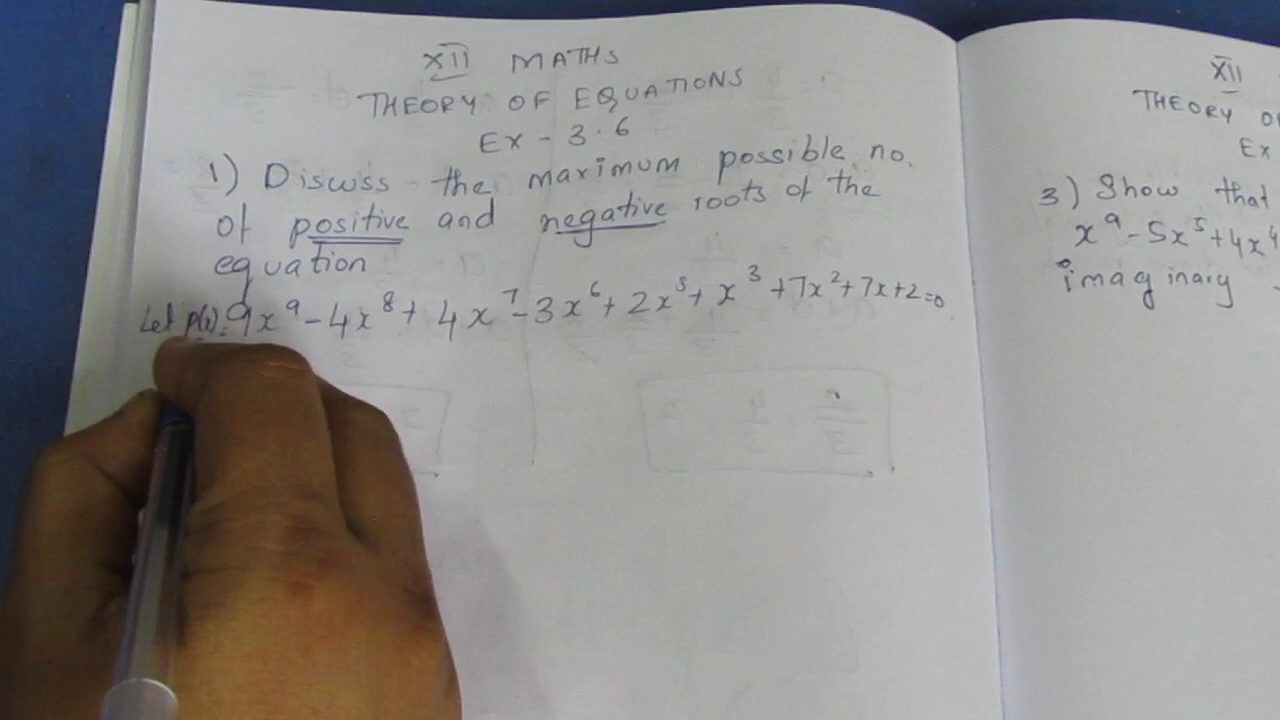 XII MATHS
THEORY OF EQUATIONS
Ex - 3.6
1) Discuss the maximum possible no.
of positive and negative roots of the
equation
Let p(x) = 9x⁹ - 4x⁸ + 4x⁷ - 3x⁶ + 2x⁵ + x³ + 7x² + 7x + 2 = 0
XII
THEORY
Ex
3) Show that
x⁹ - 5x⁵ + 4x⁴
imaginary